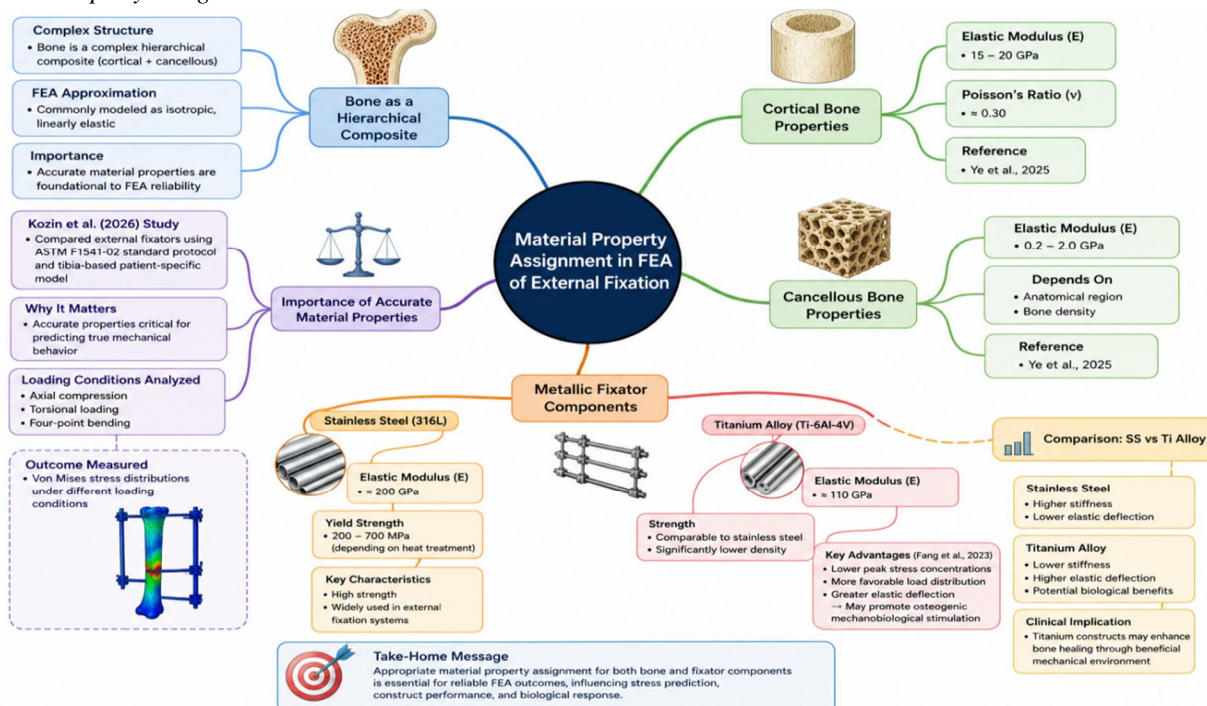 Complex Structure
• Bone is a complex hierarchical
composite (cortical + cancellous)
FEA Approximation
• Commonly modeled as isotropic,
linearly elastic
Importance
• Accurate material properties are
foundational to FEA reliability
Bone as a
Hierarchical
Composite
Cortical Bone
Properties
Elastic Modulus (E)
• 15 – 20 GPa
Poisson's Ratio (ν)
• ≈ 0.30
Reference
• Ye et al., 2025
Material Property
Assignment in FEA
of External Fixation
Kozin et al. (2026) Study
• Compared external fixators using
ASTM F1541-02 standard protocol
and tibia-based patient-specific
model
Why It Matters
• Accurate properties critical for
predicting true mechanical
behavior
Loading Conditions Analyzed
• Axial compression
• Torsional loading
• Four-point bending
Outcome Measured
• Von Mises stress distributions
under different loading
conditions
Importance of Accurate
Material Properties
Cancellous Bone
Properties
Elastic Modulus (E)
• 0.2 – 2.0 GPa
Depends On
• Anatomical region
• Bone density
Reference
• Ye et al., 2025
Metallic Fixator
Components
Stainless Steel (316L)
Elastic Modulus (E)
• ≈ 200 GPa
Yield Strength
• 200 – 700 MPa
(depending on heat treatment)
Key Characteristics
• High strength
• Widely used in external
fixation systems
Titanium Alloy (Ti-6Al-4V)
Elastic Modulus (E)
• ≈ 110 GPa
Strength
• Comparable to stainless steel
• Significantly lower density
Key Advantages (Fang et al., 2023)
• Lower peak stress concentrations
• More favorable load distribution
• Greater elastic deflection
→ May promote osteogenic
mechanobiological stimulation
Comparison: SS vs Ti Alloy
Stainless Steel
• Higher stiffness
• Lower elastic deflection
Titanium Alloy
• Lower stiffness
• Higher elastic deflection
• Potential biological benefits
Clinical Implication
• Titanium constructs may enhance
bone healing through beneficial
mechanical environment
Take-Home Message
Appropriate material property assignment for both bone and fixator components
is essential for reliable FEA outcomes, influencing stress prediction,
construct performance, and biological response.